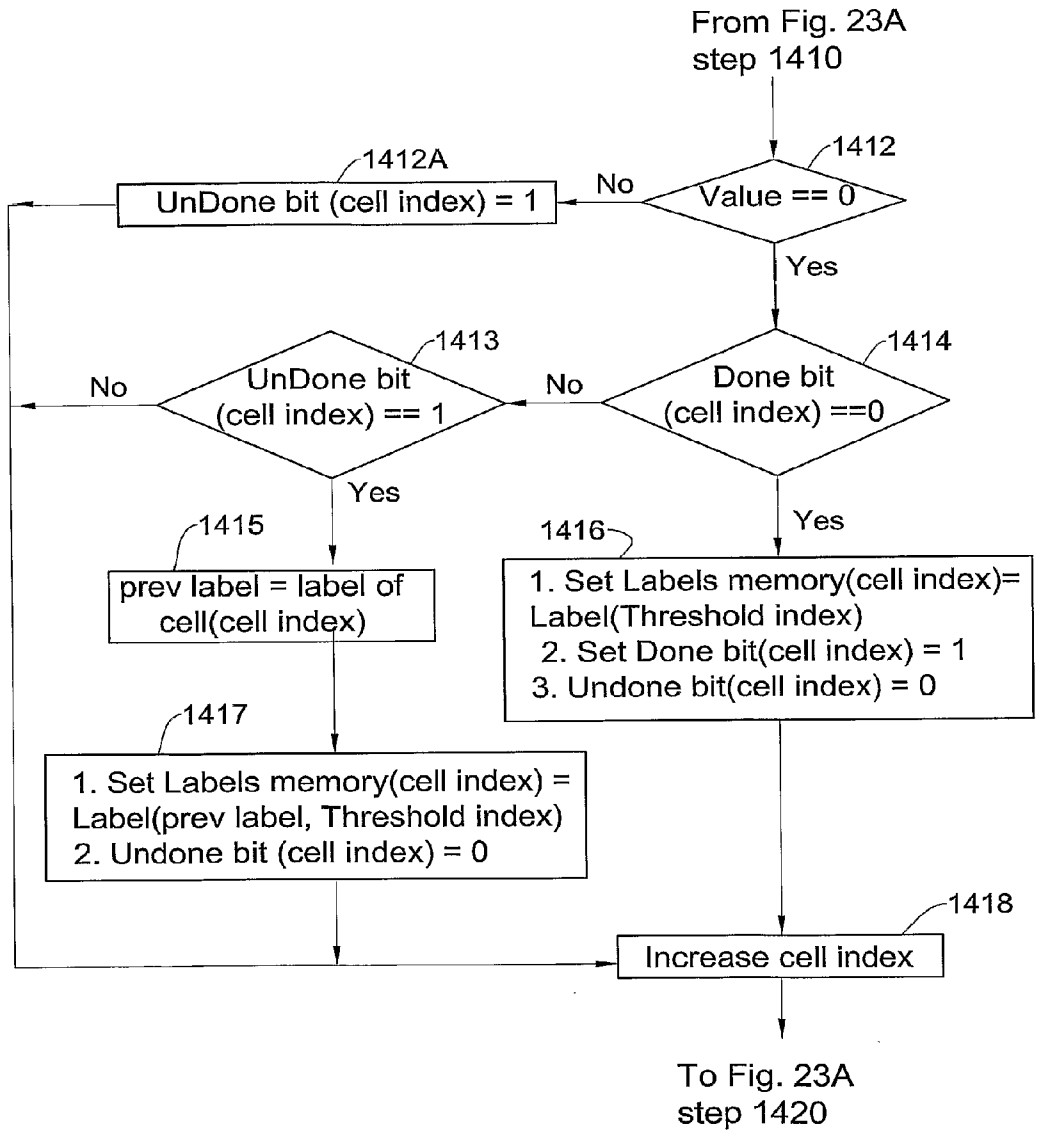 From Fig. 23A
step 1410
1412A
1412
No
UnDone bit (cell index) = 1
Value == 0
Yes
1413
1414
No
UnDone bit
(cell index) == 1
No
Done bit
(cell index) ==0
Yes
Yes
1415
1416
prev label = label of
cell(cell index)
1. Set Labels memory(cell index)=
Label(Threshold index)
2. Set Done bit(cell index) = 1
3. Undone bit(cell index) = 0
1417
1. Set Labels memory(cell index) =
Label(prev label, Threshold index)
2. Undone bit (cell index) = 0
1418
Increase cell index
To Fig. 23A
step 1420